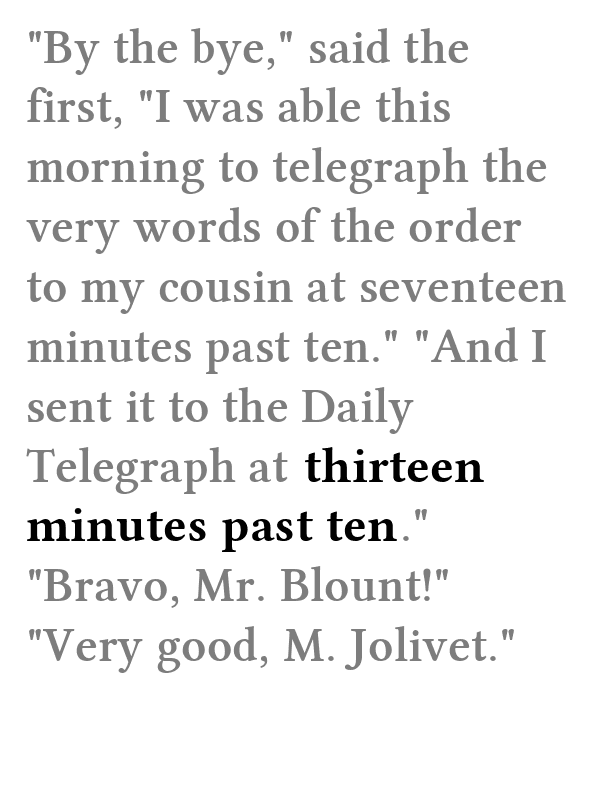 "By the bye," said the
first, "I was able this
morning to telegraph the
very words of the order
to my cousin at seventeen
minutes past ten." "And I
sent it to the Daily
Telegraph at thirteen
minutes past ten."
"Bravo, Mr. Blount!"
"Very good, M. Jolivet."